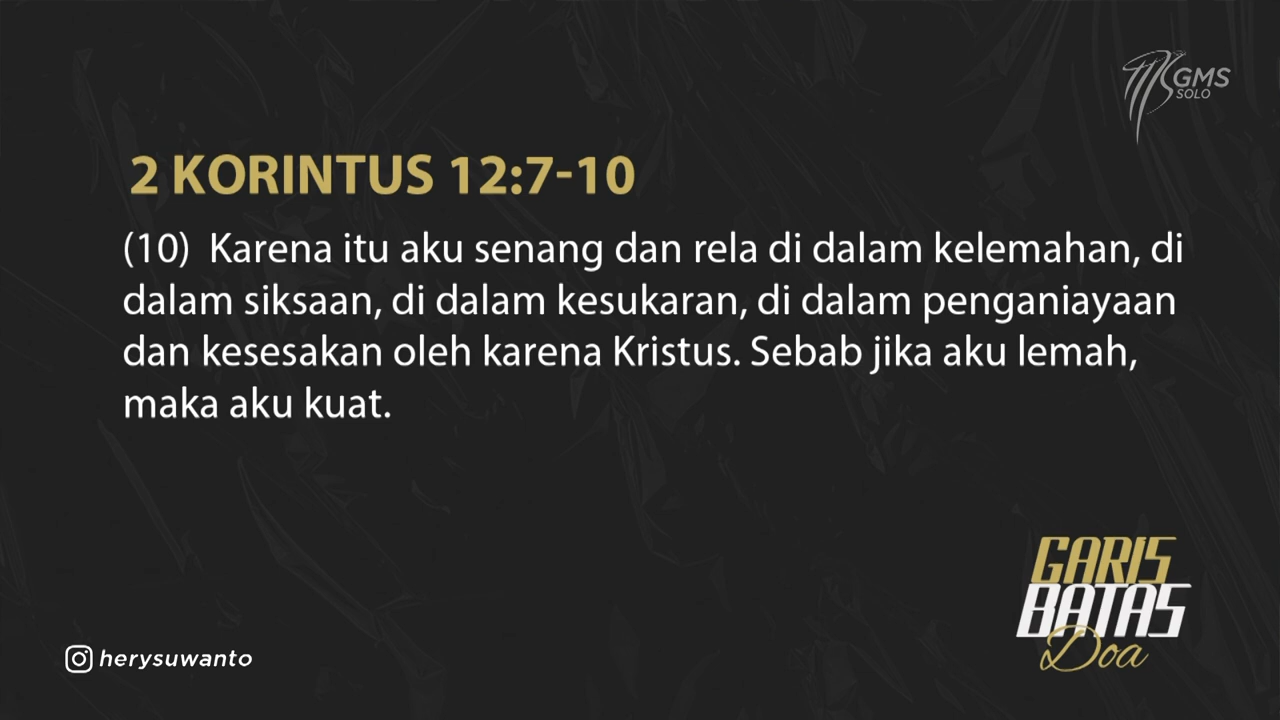 GMS
SOLO
2 KORINTUS 12:7-10
(10) Karena itu aku senang dan rela di dalam kelemahan, di
dalam siksaan, di dalam kesukaran, di dalam penganiayaan
dan kesesakan oleh karena Kristus. Sebab jika aku lemah,
maka aku kuat.
GARIS
BATAS
Doa
herysuwanto